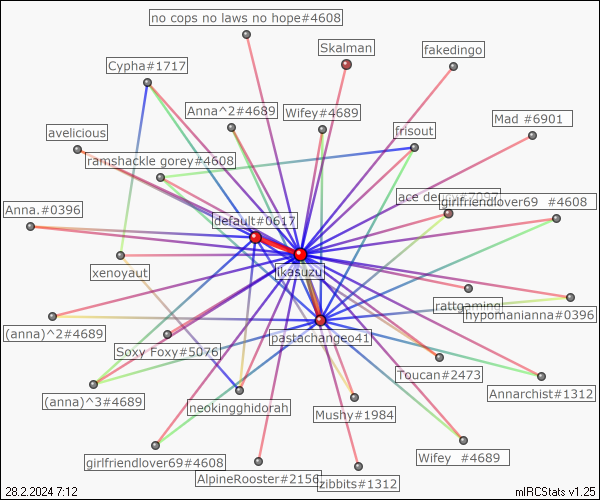 no cops no laws no hope#4608
Skalman
fakedingo
Cypha#1717
Anna^2#4689
Wifey#4689
Mad #6901
avelicious
frisout
ramshackle gorey#4608
ace derpy#7097
girlfriendlover69 #4608
Anna.#0396
default#0617
xenoyaut
ikasuzu
rattgaming
hypomanianna#0396
(anna)^2#4689
pastachangeo41
Soxy Foxy#5076
Toucan#2473
Annarchist#1312
(anna)^3#4689
neokingghidorah
Mushy#1984
girlfriendlover69#4608
Wifey #4689
AlpineRooster#2156
zibbits#1312
28.2.2024 7:12
mIRCStats v1.25